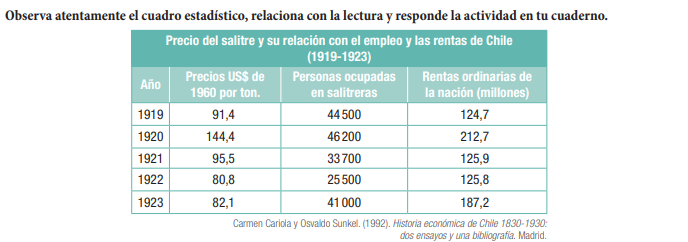 Observa atentamente el cuadro estadístico, relaciona con la lectura y responde la actividad en tu cuaderno.
Precio del salitre y su relación con el empleo y las rentas de Chile
(1919-1923)
Año Precios US$ de 1960 por ton. Personas ocupadas en salitreras Rentas ordinarias de la nación (millones)
1919 91,4 44 500 124,7
1920 144,4 46 200 212,7
1921 95,5 33 700 125,9
1922 80,8 25 500 125,8
1923 82,1 41 000 187,2
Carmen Cariola y Osvaldo Sunkel. (1992). Historia económica de Chile 1830-1930:
dos ensayos y una bibliografía. Madrid.